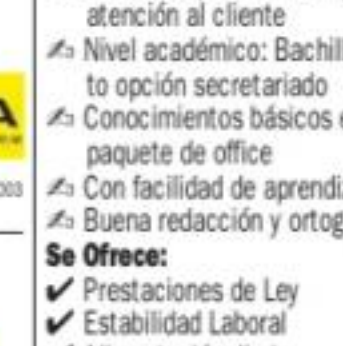 atención al cliente
Nivel académico: Bachill
to opción secretariado
Conocimientos básicos e
paquete de office
Con facilidad de aprendiz
Buena redacción y ortog
Se Ofrece:
✔ Prestaciones de Ley
✔ Estabilidad Laboral
A
003